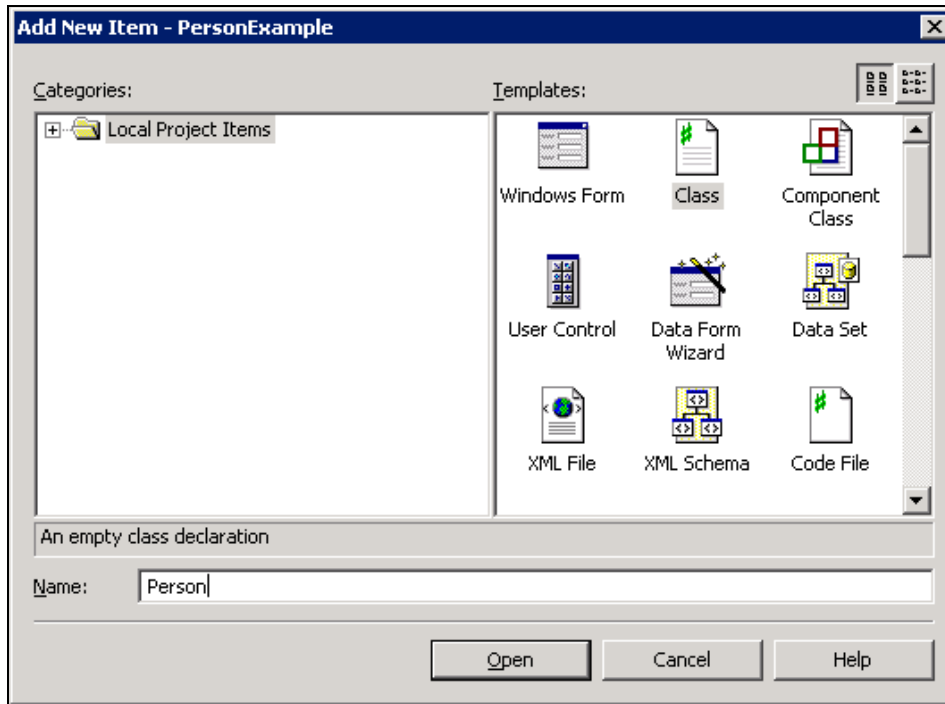 Add New Item - PersonExample
Categories:
Templates:
Local Project Items
Windows Form
Class
Component
Class
User Control
Data Form
Wizard
Data Set
XML File
XML Schema
Code File
An empty class declaration
Name:
Person
Open
Cancel
Help